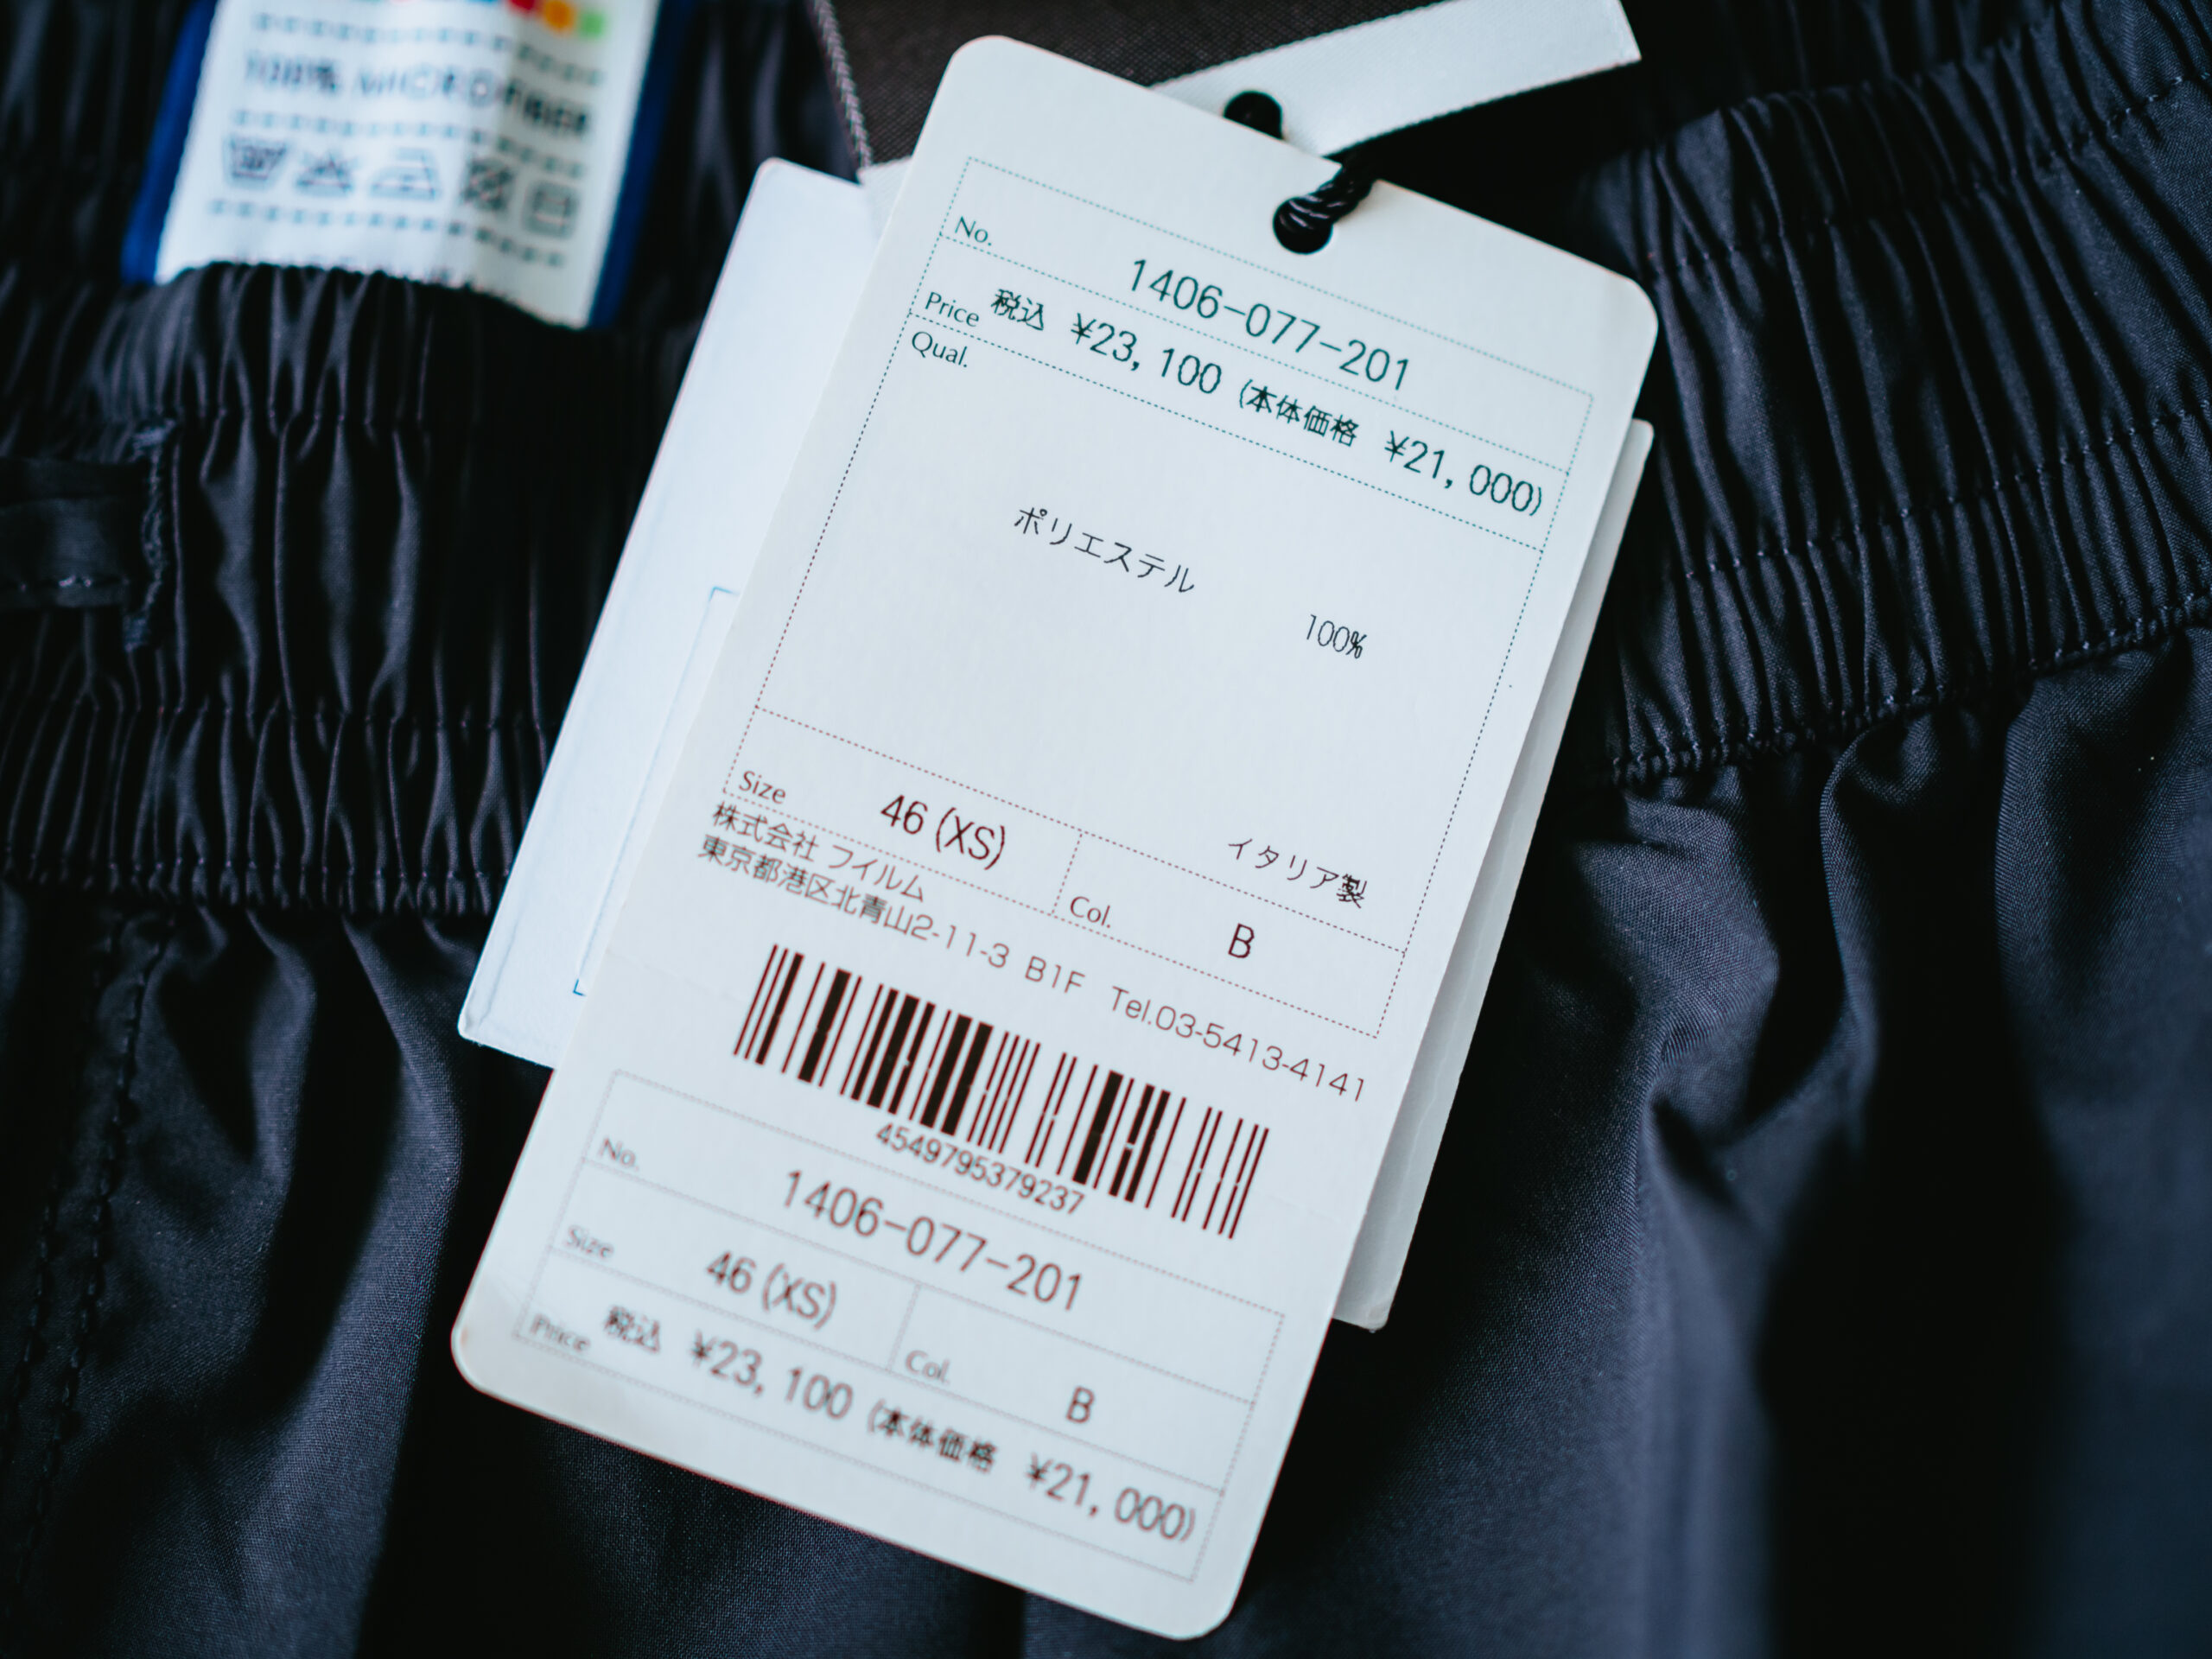 100% MICROFIBER
No. 1406-077-201
Price 税込 ¥23, 100 (本体価格 ¥21, 000)
Qual.
ポリエステル
100%
イタリア製
Size 46 (XS) Col. B
株式会社 フイルム
東京都港区北青山2-11-3 B1F Tel.03-5413-4141
4549795379237
No. 1406-077-201
Size 46 (XS) Col. B
Price 税込 ¥23, 100 (本体価格 ¥21, 000)